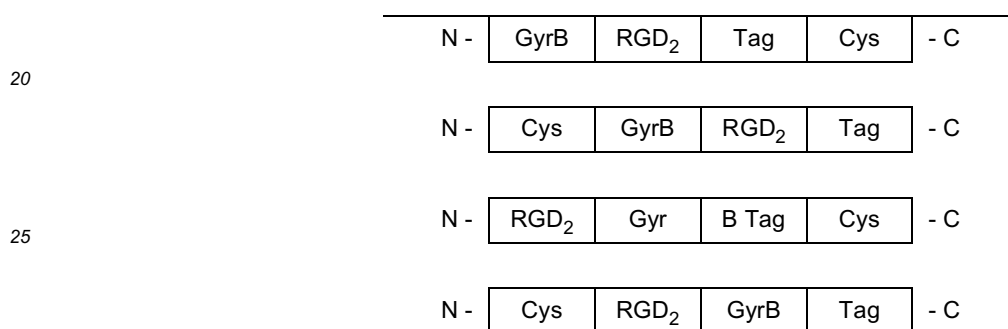 N - GyrB RGD₂ Tag Cys - C
20
N - Cys GyrB RGD₂ Tag - C
N - RGD₂ Gyr B Tag Cys - C
25
N - Cys RGD₂ GyrB Tag - C